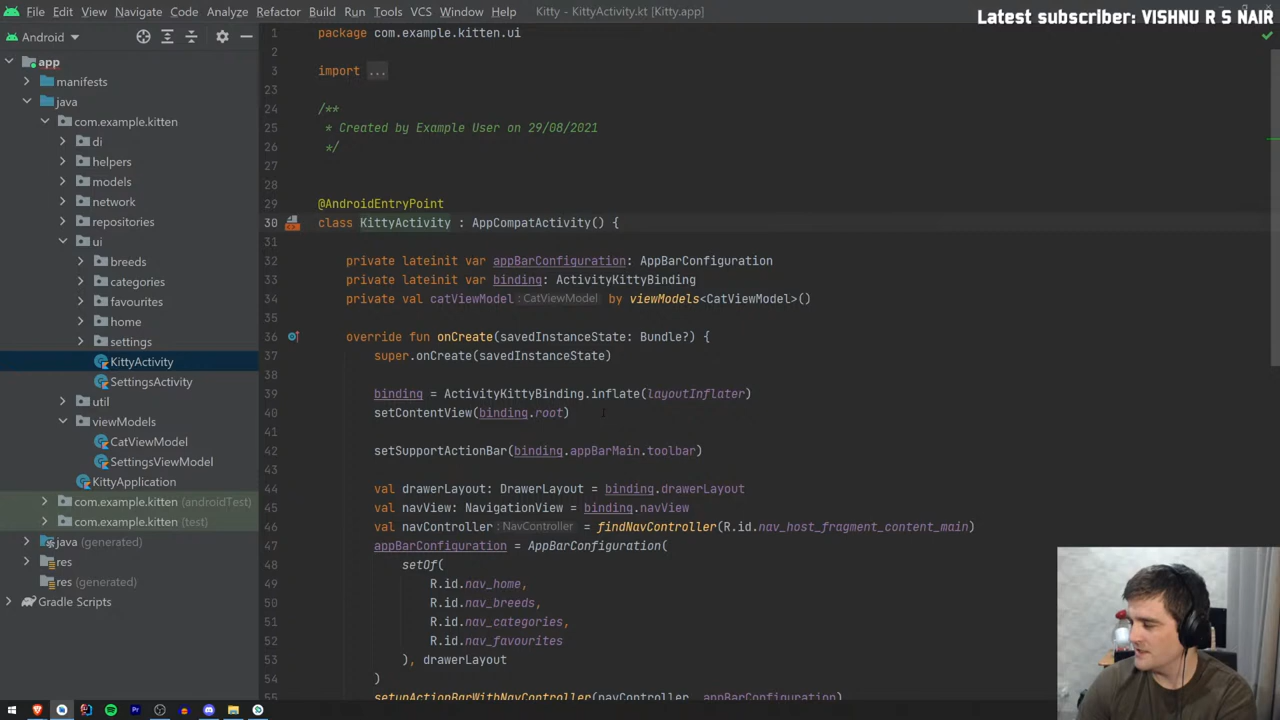 File Edit View Navigate Code Analyze Refactor Build Run Tools VCS Window Help Kitty - KittyActivity.kt [Kitty.app]
Latest subscriber: VISHNU R S NAIR
Android
app
manifests
java
com.example.kitten
di
helpers
models
network
repositories
ui
breeds
categories
favourites
home
settings
KittyActivity
SettingsActivity
util
viewModels
CatViewModel
SettingsViewModel
KittyApplication
com.example.kitten (androidTest)
com.example.kitten (test)
java (generated)
res
res (generated)
Gradle Scripts
1 package com.example.kitten.ui
2
3 import ...
23
24 /**
25 * Created by Example User on 29/08/2021
26 */
27
28
29 @AndroidEntryPoint
30 class KittyActivity : AppCompatActivity() {
31
32 private lateinit var appBarConfiguration: AppBarConfiguration
33 private lateinit var binding: ActivityKittyBinding
34 private val catViewModel : CatViewModel by viewModels<CatViewModel>()
35
36 override fun onCreate(savedInstanceState: Bundle?) {
37 super.onCreate(savedInstanceState)
38
39 binding = ActivityKittyBinding.inflate(layoutInflater)
40 setContentView(binding.root)
41
42 setSupportActionBar(binding.appBarMain.toolbar)
43
44 val drawerLayout: DrawerLayout = binding.drawerLayout
45 val navView: NavigationView = binding.navView
46 val navController : NavController = findNavController(R.id.nav_host_fragment_content_main)
47 appBarConfiguration = AppBarConfiguration(
48 setOf(
49 R.id.nav_home,
50 R.id.nav_breeds,
51 R.id.nav_categories,
52 R.id.nav_favourites
53 ), drawerLayout
54 )
55 setupActionBarWithNavController(navController, appBarConfiguration)